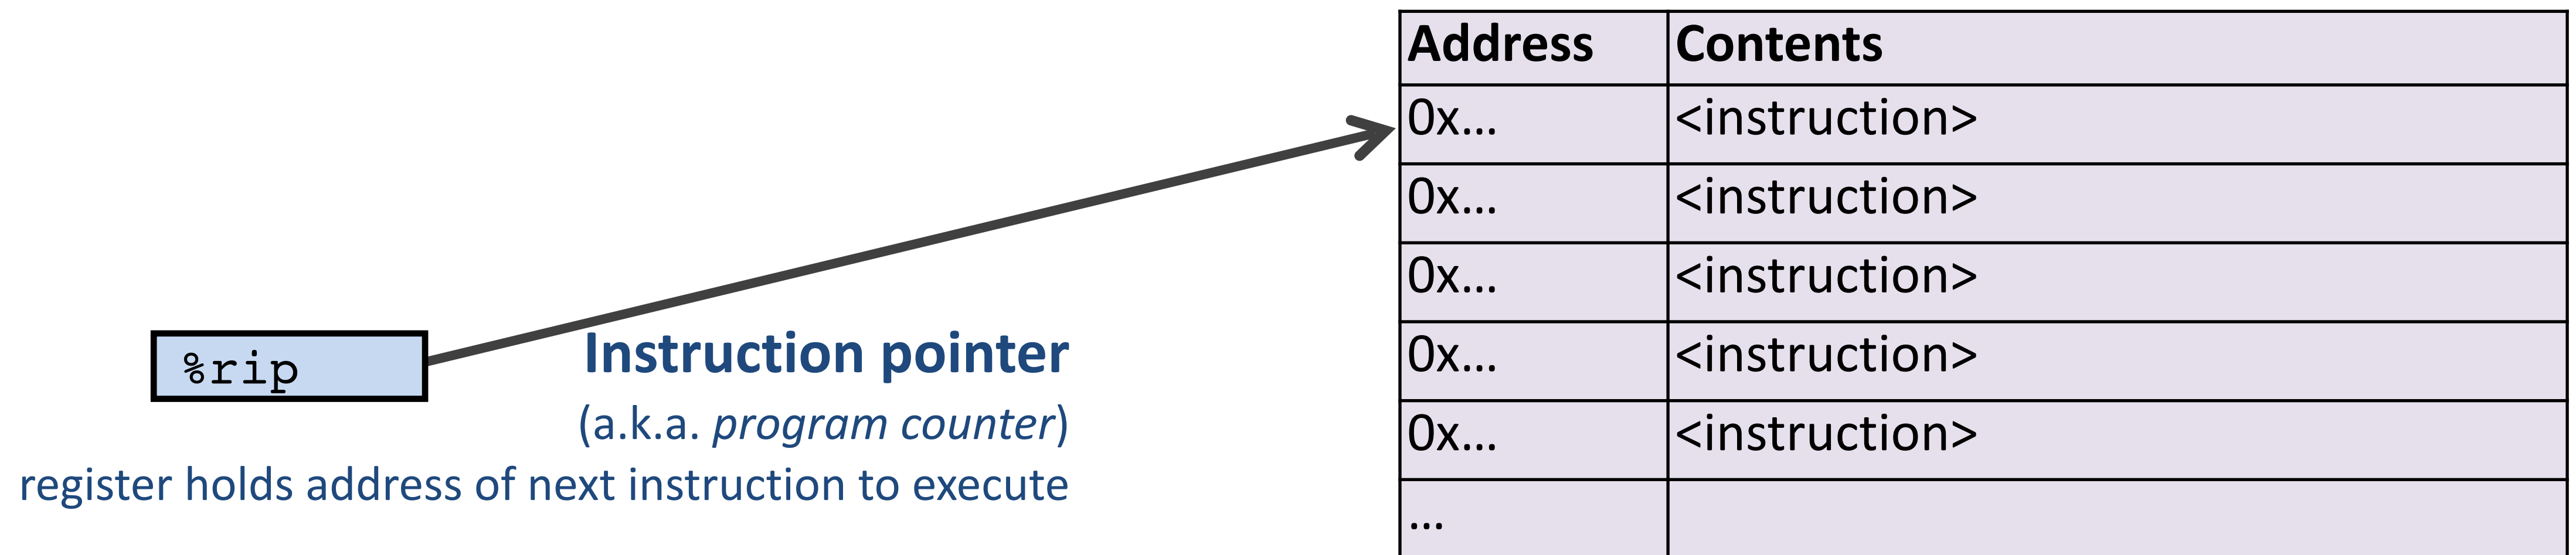 Address Contents
0x... <instruction>
0x... <instruction>
0x... <instruction>
0x... <instruction>
0x... <instruction>
...
%rip
Instruction pointer
(a.k.a. program counter)
register holds address of next instruction to execute